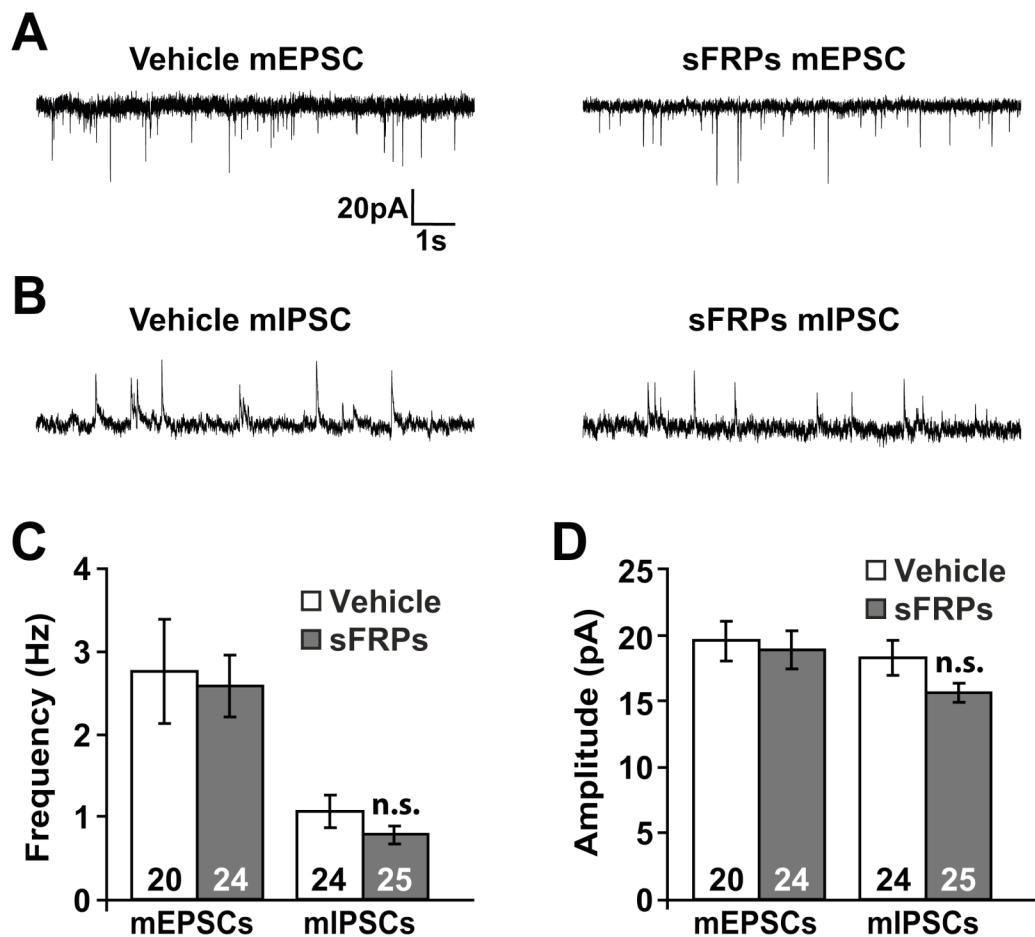 A
Vehicle mEPSC
sFRPs mEPSC
20pA
1s
B
Vehicle mIPSC
sFRPs mIPSC
C
Frequency (Hz)
4
3
2
1
0
Vehicle
sFRPs
n.s.
20
24
24
25
mEPSCs
mIPSCs
D
Amplitude (pA)
25
20
15
10
5
0
Vehicle
sFRPs
n.s.
20
24
24
25
mEPSCs
mIPSCs